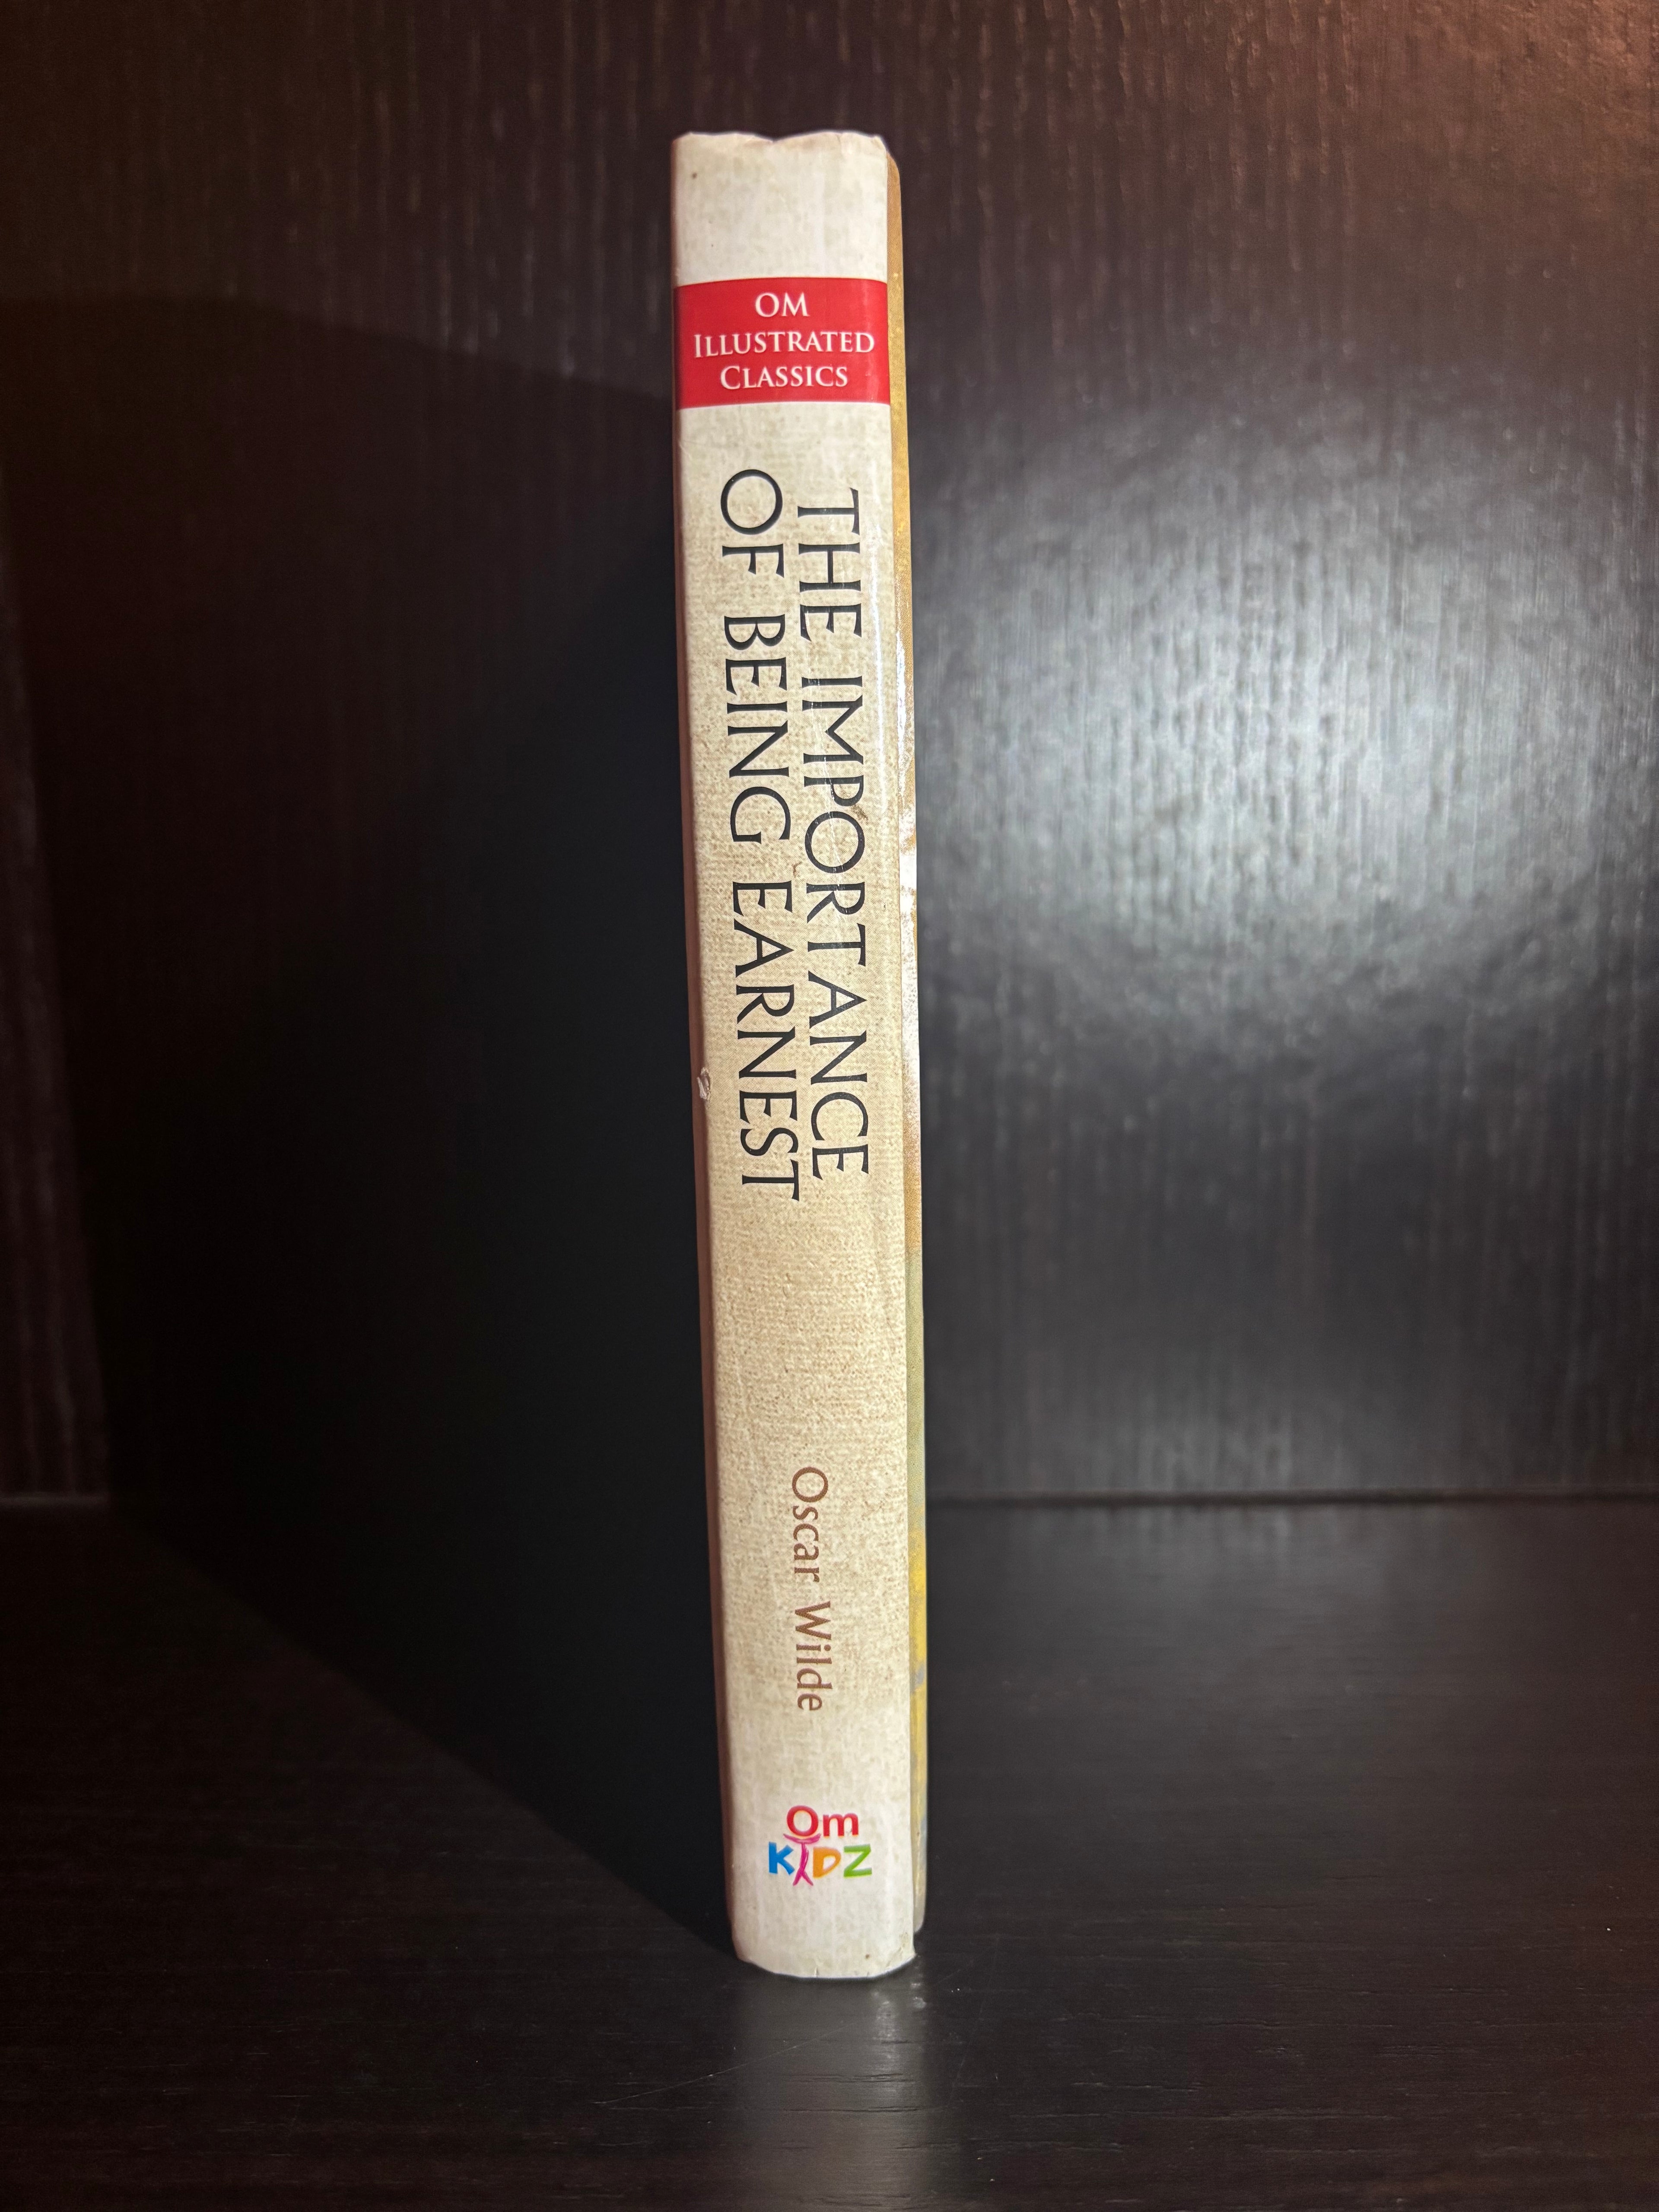 OM
ILLUSTRATED
CLASSICS
THE IMPORTANCE
OF BEING EARNEST
Oscar Wilde
Om
KIDZ